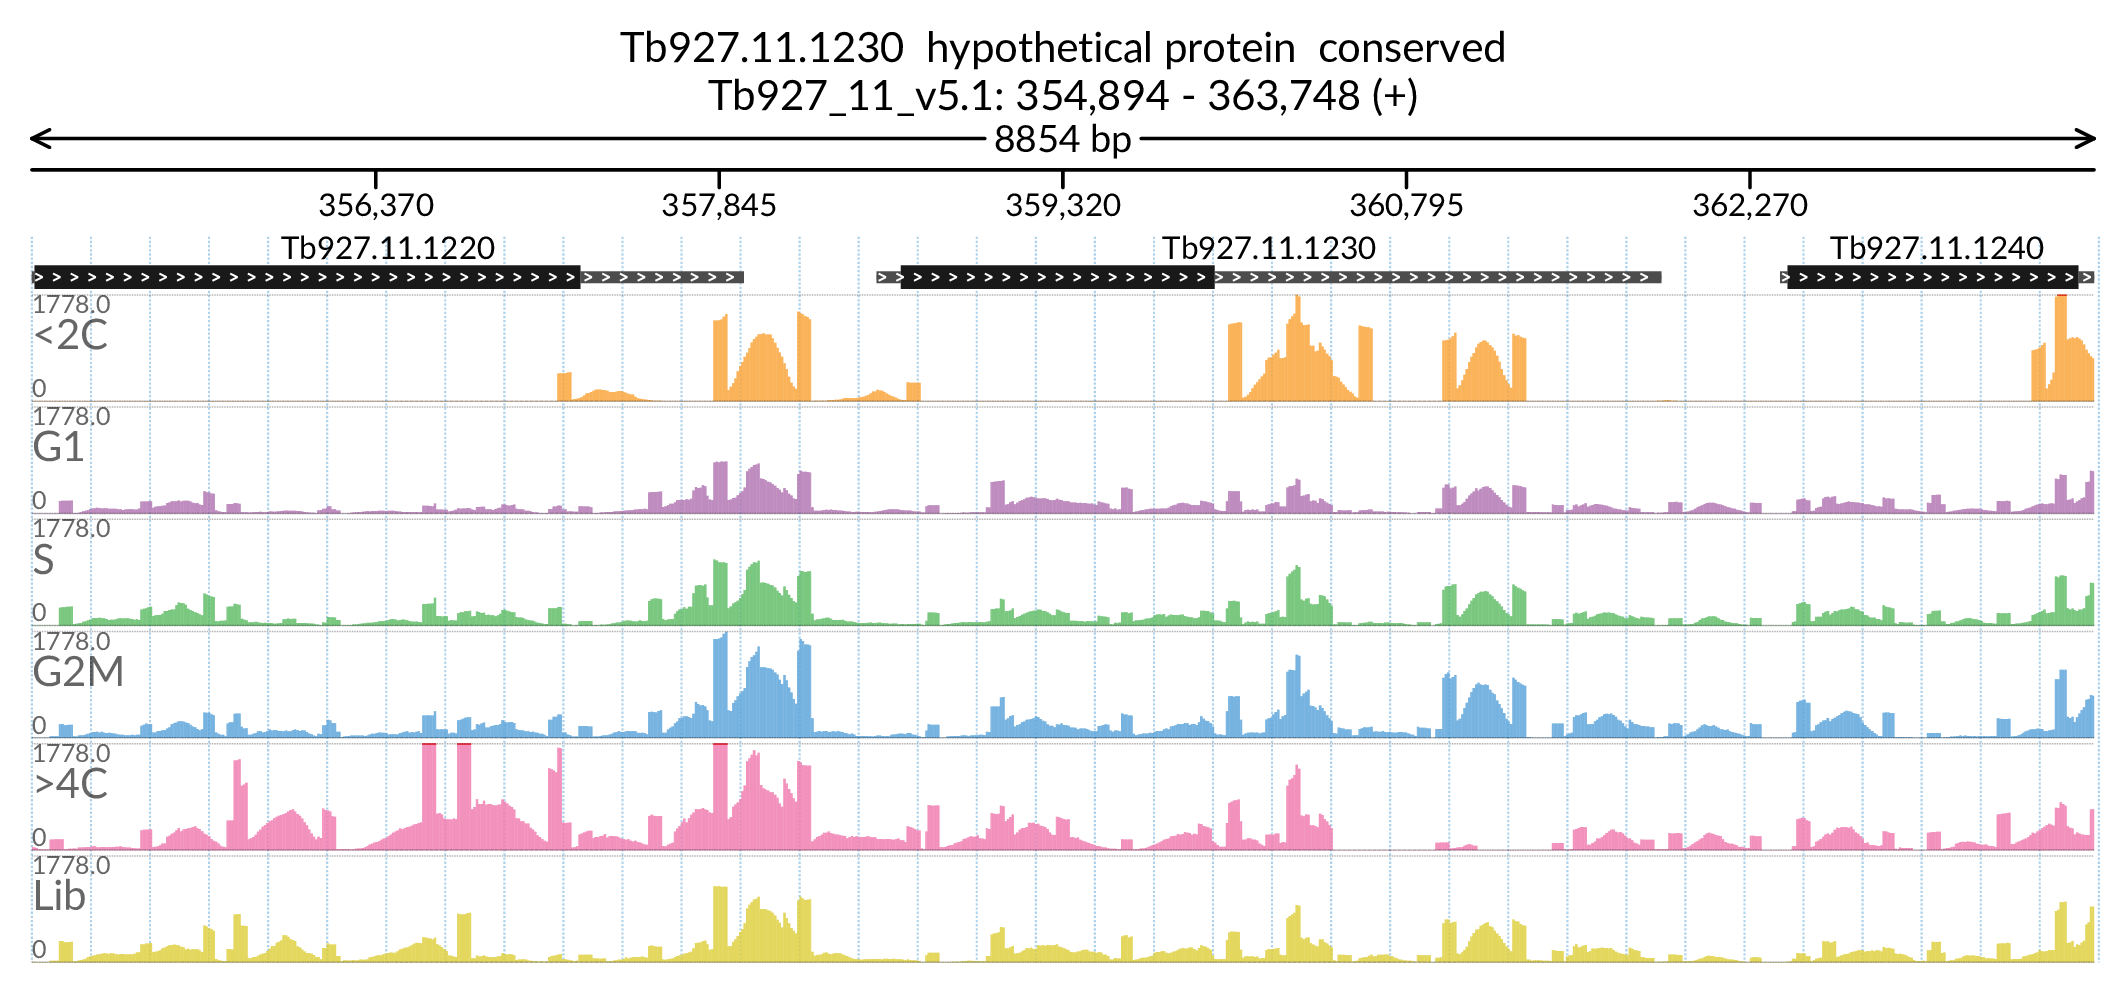 Tb927.11.1230 hypothetical protein conserved
Tb927_11_v5.1: 354,894 - 363,748 (+)
8854 bp
356,370 357,845 359,320 360,795 362,270
Tb927.11.1220 Tb927.11.1230 Tb927.11.1240
1778.0
<2C
0
1778.0
G1
0
1778.0
S
0
1778.0
G2M
0
1778.0
>4C
0
1778.0
Lib
0